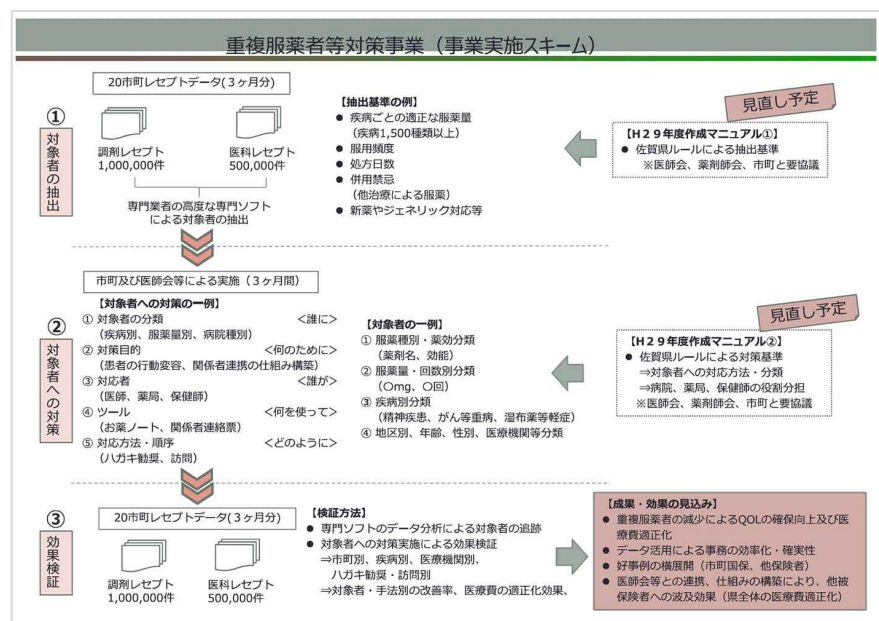 重複服薬者等対策事業（事業実施スキーム）
①
対象者の抽出
20市町レセプトデータ(３ヶ月分)
調剤レセプト
1,000,000件
医科レセプト
500,000件
専門業者の高度な専門ソフト
による対象者の抽出
【抽出基準の例】
● 疾病ごとの適正な服薬量
（疾病1,500種類以上）
● 服用頻度
● 処方日数
● 併用禁忌
（他治療による服薬）
● 新薬やジェネリック対応等
見直し予定
【Ｈ２９年度作成マニュアル①】
● 佐賀県ルールによる抽出基準
※医師会、薬剤師会、市町と要協議
②
対象者への対策
市町及び医師会等による実施（３ヶ月間）
【対象者への対策の一例】
① 対象者の分類 ＜誰に＞
（疾病別、服薬量別、病院種別）
② 対策目的 ＜何のために＞
（患者の行動変容、関係者連携の仕組み構築）
③ 対応者 ＜誰が＞
（医師、薬局、保健師）
④ ツール ＜何を使って＞
（お薬ノート、関係者連絡票）
⑤ 対応方法・順序 ＜どのように＞
（ハガキ勧奨、訪問）
【対象者の一例】
① 服薬種別・薬効分類
（薬剤名、効能）
② 服薬量・回数別分類
（〇mg、〇回）
③ 疾病別分類
（精神疾患、がん等重病、湿布薬等軽症）
④ 地区別、年齢、性別、医療機関等分類
見直し予定
【Ｈ２９年度作成マニュアル②】
● 佐賀県ルールによる対策基準
⇒対象者への対応方法・分類
⇒病院、薬局、保健師の役割分担
※医師会、薬剤師会、市町と要協議
③
効果検証
20市町レセプトデータ(３ヶ月分)
調剤レセプト
1,000,000件
医科レセプト
500,000件
【検証方法】
● 専門ソフトのデータ分析による対象者の追跡
● 対象者への対策実施による効果検証
⇒市町別、疾病別、医療機関別、
ハガキ勧奨・訪問別
⇒対象者・手法別の改善率、医療費の適正化効果、
【成果・効果の見込み】
● 重複服薬者の減少によるQOLの確保向上及び医
療費適正化
● データ活用による事務の効率化・確実性
● 好事例の横展開（市町国保、他保険者）
● 医師会等との連携、仕組みの構築により、他被
保険者への波及効果（県全体の医療費適正化）